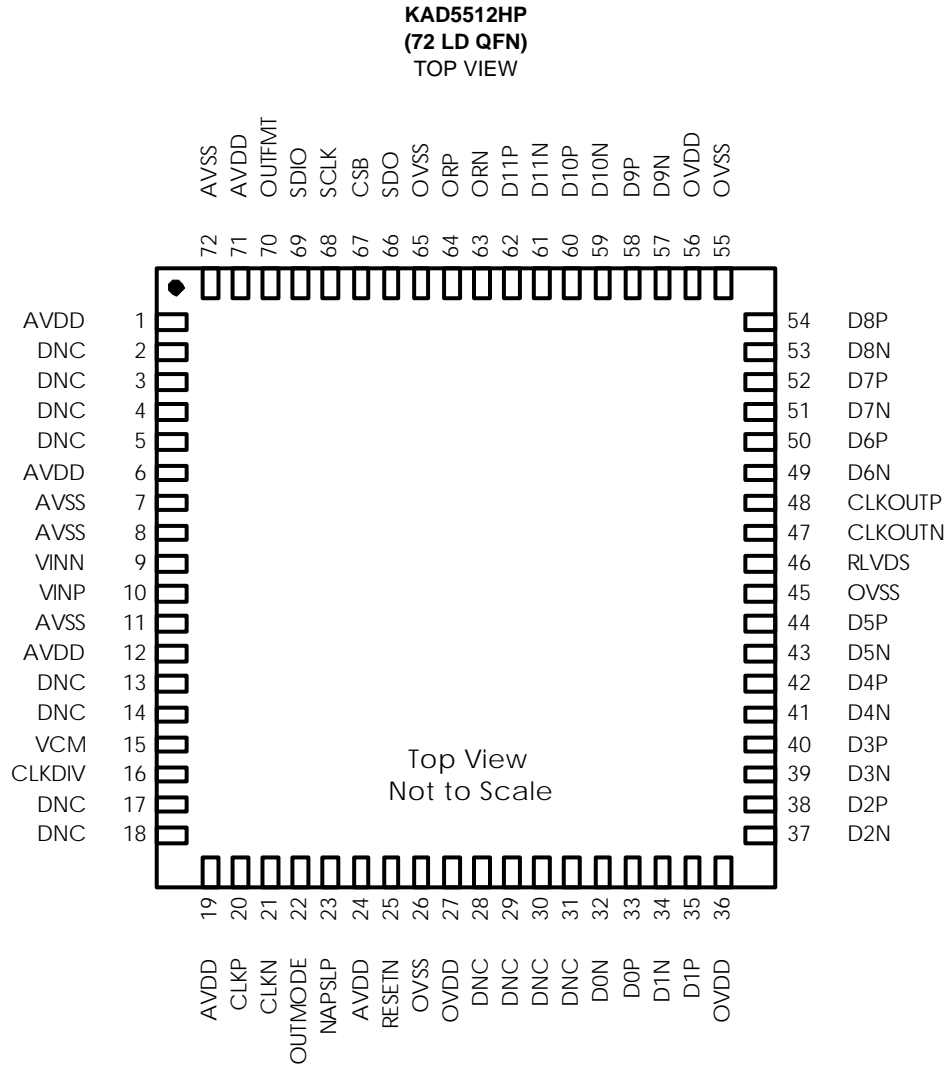 KAD5512HP
(72 LD QFN)
TOP VIEW
AVSS
AVDD
OUTFMT
SDIO
SCLK
CSB
SDO
OVSS
ORP
ORN
D11P
D11N
D10P
D10N
D9P
D9N
OVDD
OVSS
72
71
70
69
68
67
66
65
64
63
62
61
60
59
58
57
56
55
AVDD 1
DNC 2
DNC 3
DNC 4
DNC 5
AVDD 6
AVSS 7
AVSS 8
VINN 9
VINP 10
AVSS 11
AVDD 12
DNC 13
DNC 14
VCM 15
CLKDIV 16
DNC 17
DNC 18
54 D8P
53 D8N
52 D7P
51 D7N
50 D6P
49 D6N
48 CLKOUTP
47 CLKOUTN
46 RLVDS
45 OVSS
44 D5P
43 D5N
42 D4P
41 D4N
40 D3P
39 D3N
38 D2P
37 D2N
Top View
Not to Scale
19
20
21
22
23
24
25
26
27
28
29
30
31
32
33
34
35
36
AVDD
CLKP
CLKN
OUTMODE
NAPSLP
AVDD
RESETN
OVSS
OVDD
DNC
DNC
DNC
DNC
D0N
D0P
D1N
D1P
OVDD